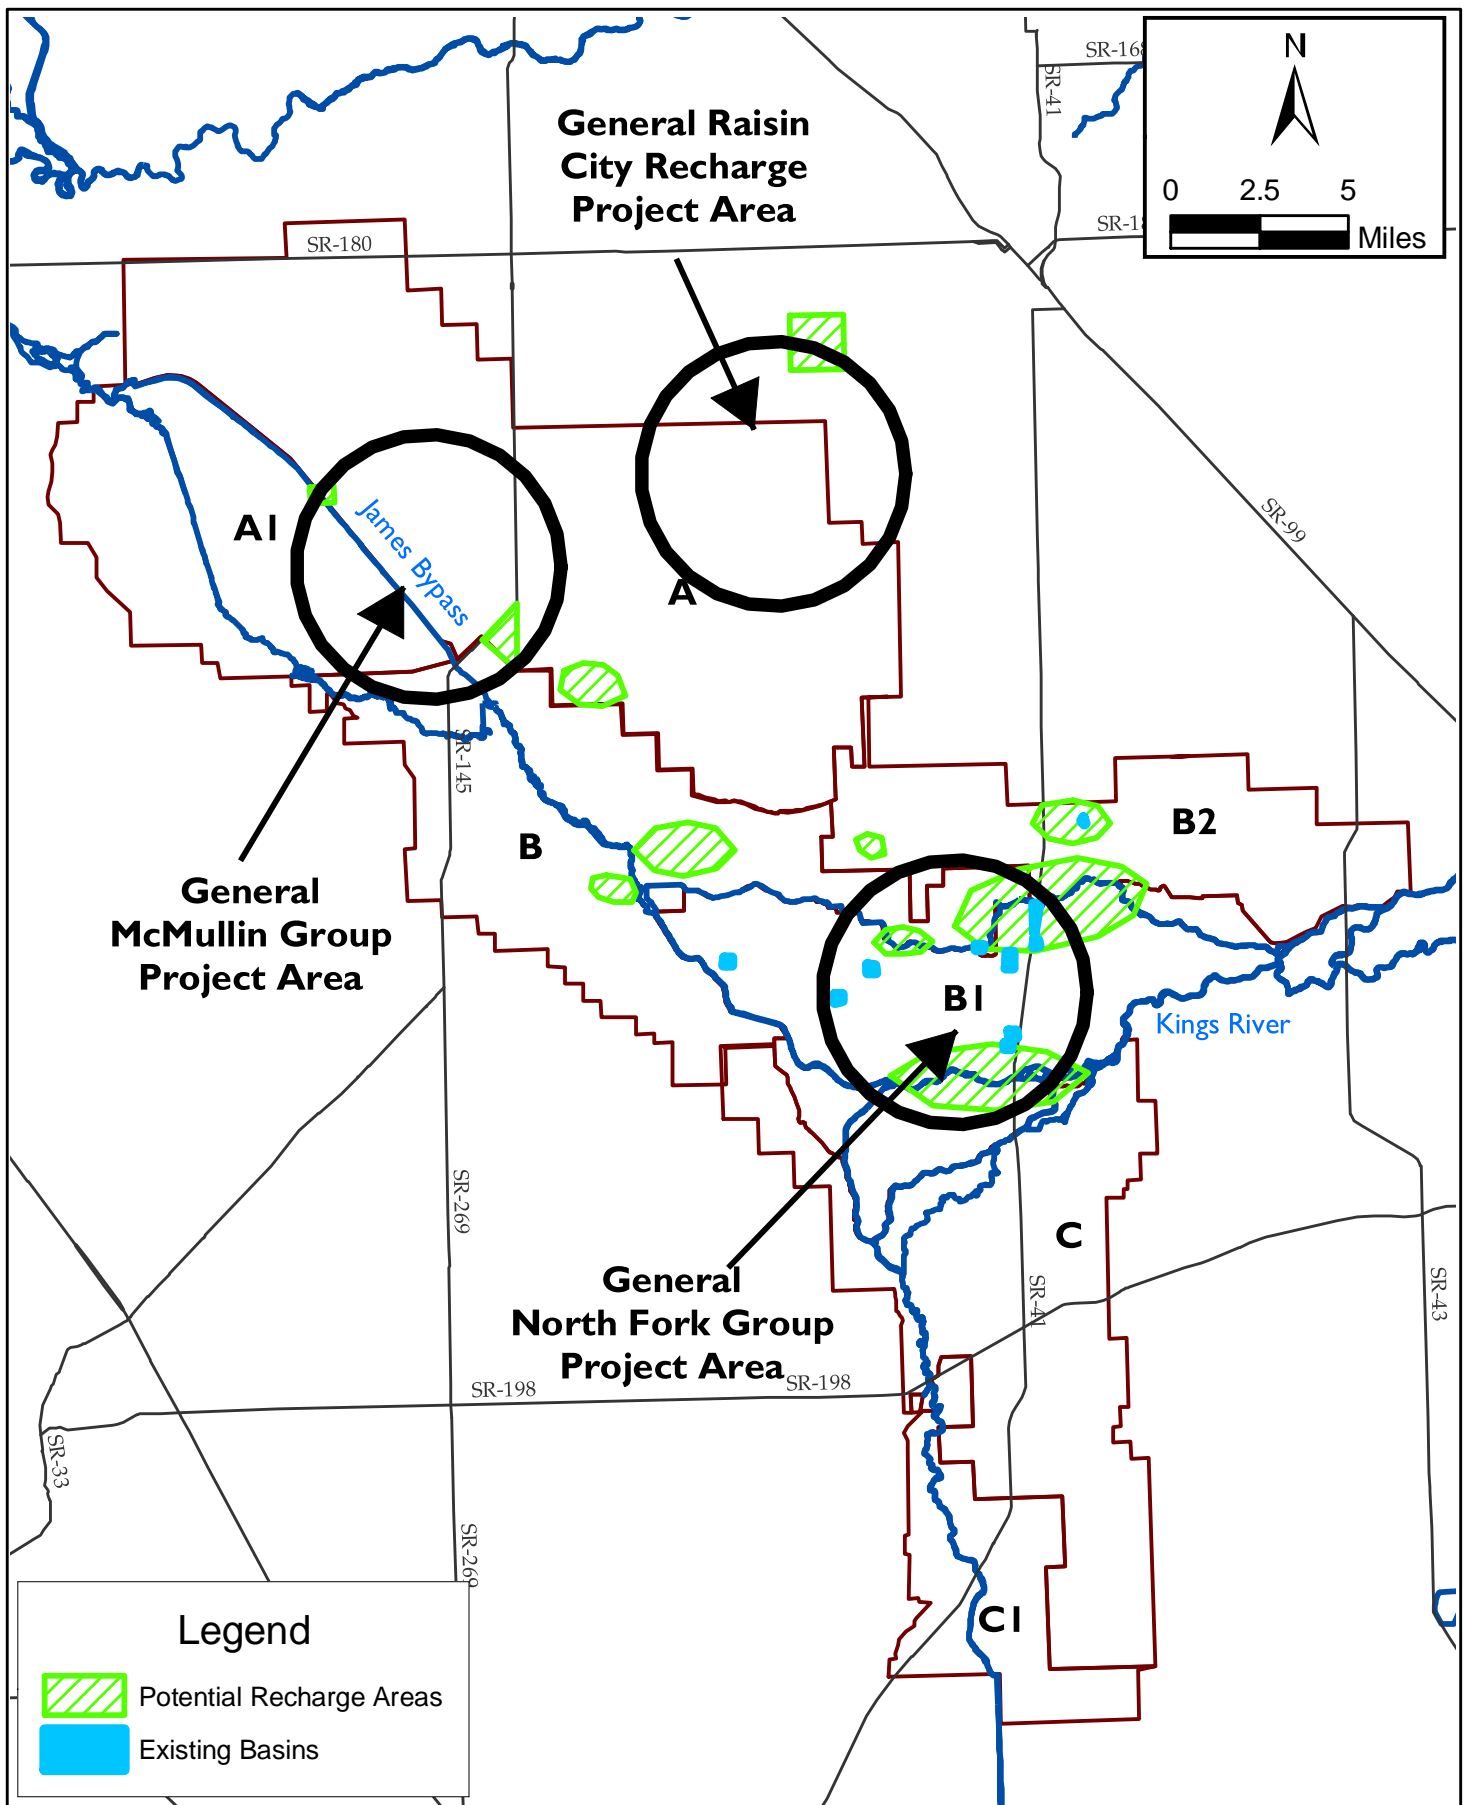 SR-168
N
SR-41
0 2.5 5
Miles
General Raisin
City Recharge
Project Area
SR-180
SR-18
SR-99
A1
James Bypass
A
SR-145
B
B2
General
McMullin Group
Project Area
B1
Kings River
SR-269
C
General
North Fork Group
Project Area
SR-41
SR-43
SR-198
SR-198
SR-33
SR-269
C1
Legend
Potential Recharge Areas
Existing Basins